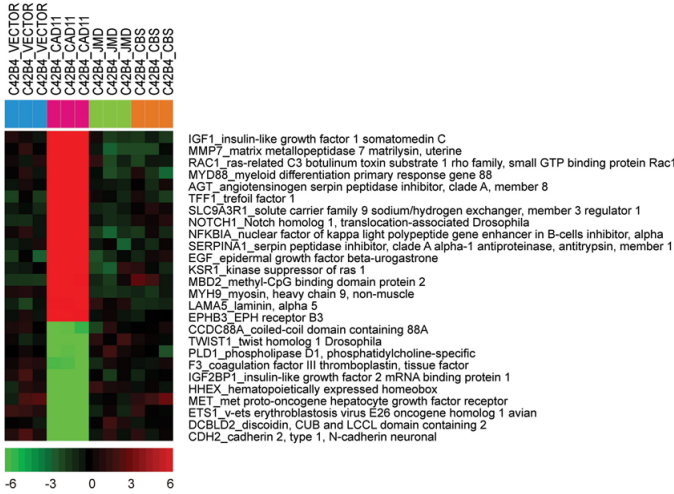 C42B4_VECTOR
C42B4_VECTOR
C42B4_VECTOR
C42B4_CAD11
C42B4_CAD11
C42B4_CAD11
C42B4_JMD
C42B4_JMD
C42B4_JMD
C42B4_CBS
C42B4_CBS
C42B4_CBS
IGF1_insulin-like growth factor 1 somatomedin C
MMP7_matrix metallopeptidase 7 matrilysin, uterine
RAC1_ras-related C3 botulinum toxin substrate 1 rho family, small GTP binding protein Rac1
MYD88_myeloid differentiation primary response gene 88
AGT_angiotensinogen serpin peptidase inhibitor, clade A, member 8
TFF1_trefoil factor 1
SLC9A3R1_solute carrier family 9 sodium/hydrogen exchanger, member 3 regulator 1
NOTCH1_Notch homolog 1, translocation-associated Drosophila
NFKBIA_nuclear factor of kappa light polypeptide gene enhancer in B-cells inhibitor, alpha
SERPINA1_serpin peptidase inhibitor, clade A alpha-1 antiproteinase, antitrypsin, member 1
EGF_epidermal growth factor beta-urogastrone
KSR1_kinase suppressor of ras 1
MBD2_methyl-CpG binding domain protein 2
MYH9_myosin, heavy chain 9, non-muscle
LAMA5_laminin, alpha 5
EPHB3_EPH receptor B3
CCDC88A_coiled-coil domain containing 88A
TWIST1_twist homolog 1 Drosophila
PLD1_phospholipase D1, phosphatidylcholine-specific
F3_coagulation factor III thromboplastin, tissue factor
IGF2BP1_insulin-like growth factor 2 mRNA binding protein 1
HHEX_hematopoietically expressed homeobox
MET_met proto-oncogene hepatocyte growth factor receptor
ETS1_v-ets erythroblastosis virus E26 oncogene homolog 1 avian
DCBLD2_discoidin, CUB and LCCL domain containing 2
CDH2_cadherin 2, type 1, N-cadherin neuronal
-6 -3 0 3 6